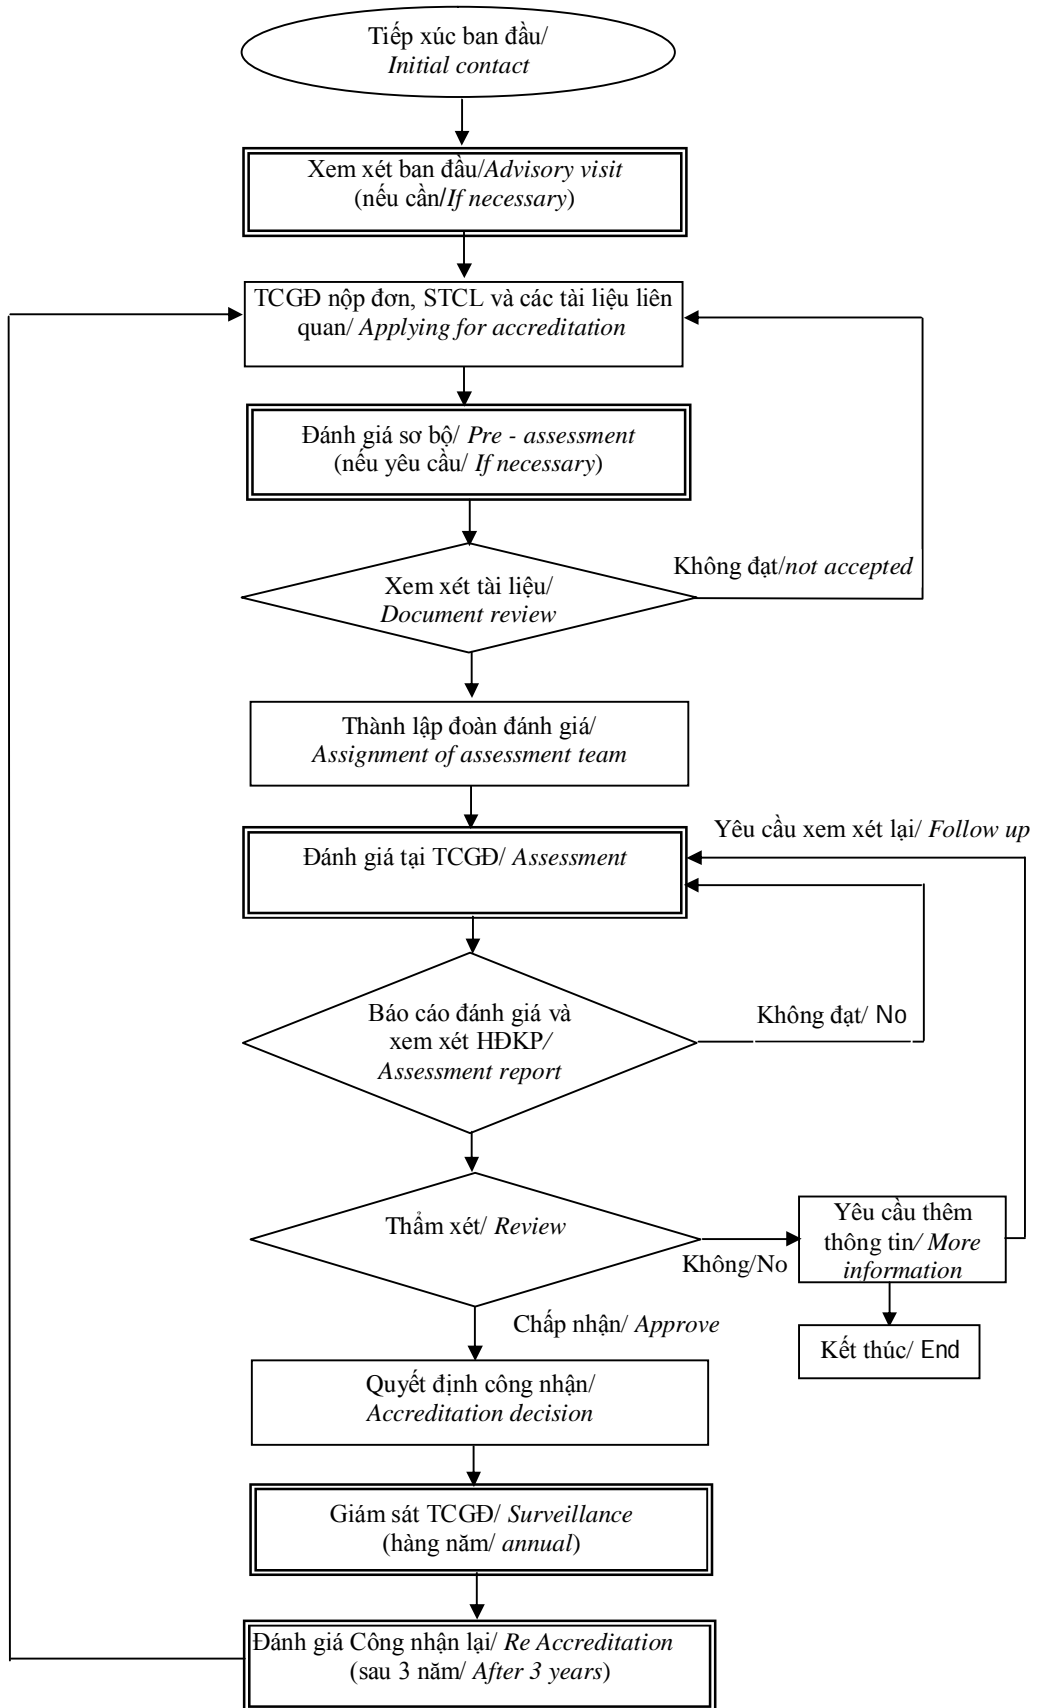 Tiếp xúc ban đầu/
Initial contact
Xem xét ban đầu/Advisory visit
(nếu cần/If necessary)
TCGĐ nộp đơn, STCL và các tài liệu liên
quan/ Applying for accreditation
Đánh giá sơ bộ/ Pre - assessment
(nếu yêu cầu/ If necessary)
Không đạt/not accepted
Xem xét tài liệu/
Document review
Thành lập đoàn đánh giá/
Assignment of assessment team
Yêu cầu xem xét lại/ Follow up
Đánh giá tại TCGĐ/ Assessment
Báo cáo đánh giá và
xem xét HĐKP/
Assessment report
Không đạt/ No
Thẩm xét/ Review
Không/No
Yêu cầu thêm
thông tin/ More
information
Chấp nhận/ Approve
Kết thúc/ End
Quyết định công nhận/
Accreditation decision
Giám sát TCGĐ/ Surveillance
(hàng năm/ annual)
Đánh giá Công nhận lại/ Re Accreditation
(sau 3 năm/ After 3 years)